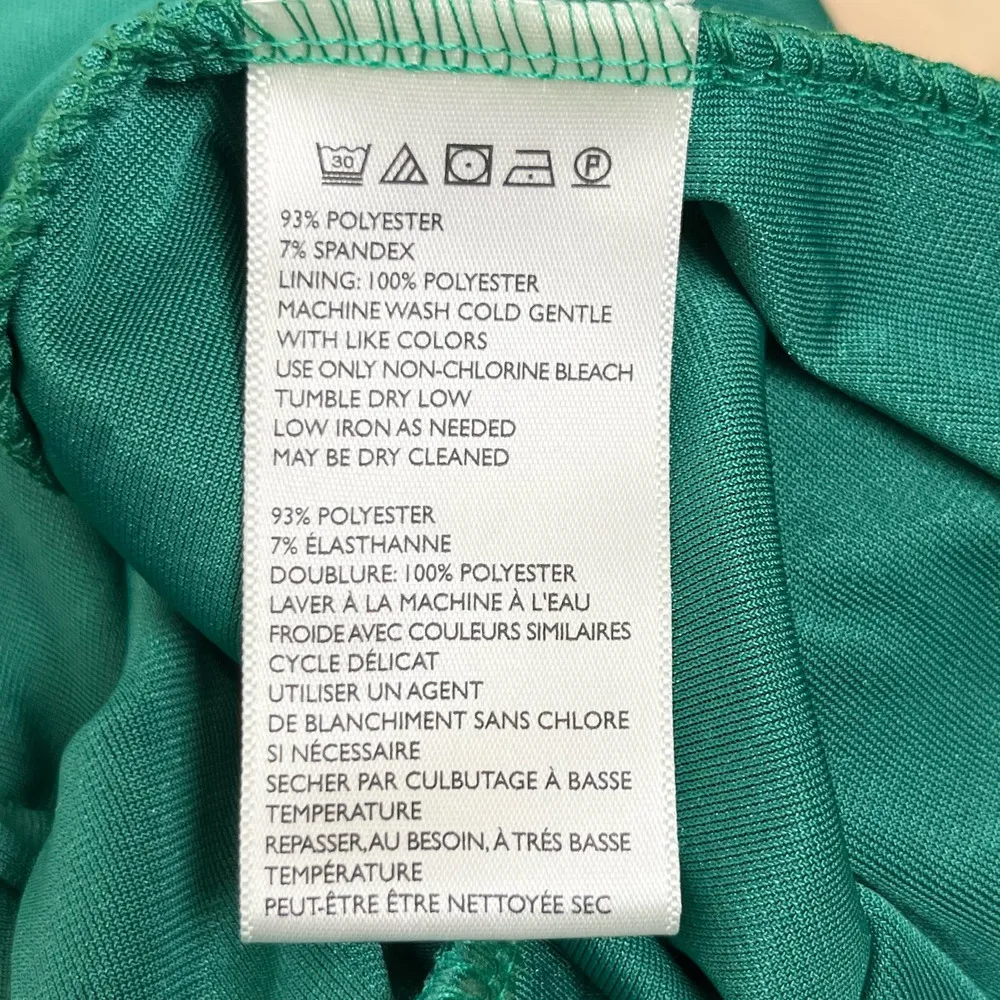 30 P
93% POLYESTER
7% SPANDEX
LINING: 100% POLYESTER
MACHINE WASH COLD GENTLE
WITH LIKE COLORS
USE ONLY NON-CHLORINE BLEACH
TUMBLE DRY LOW
LOW IRON AS NEEDED
MAY BE DRY CLEANED
93% POLYESTER
7% ÉLASTHANNE
DOUBLURE: 100% POLYESTER
LAVER À LA MACHINE À L'EAU
FROIDE AVEC COULEURS SIMILAIRES
CYCLE DÉLICAT
UTILISER UN AGENT
DE BLANCHIMENT SANS CHLORE
SI NÉCESSAIRE
SECHER PAR CULBUTAGE À BASSE
TEMPERATURE
REPASSER, AU BESOIN, À TRÉS BASSE
TEMPÉRATURE
PEUT-ÊTRE ÊTRE NETTOYÉE SEC